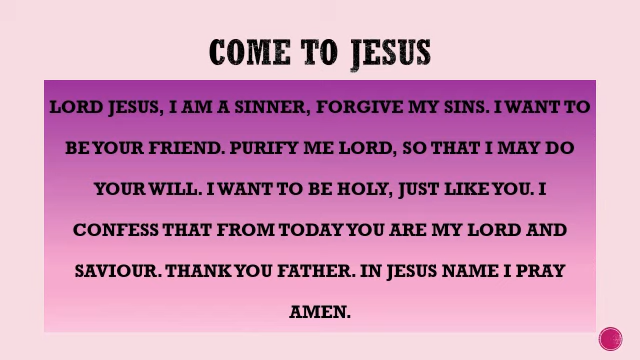 COME TO JESUS
LORD JESUS, I AM A SINNER, FORGIVE MY SINS. I WANT TO
BE YOUR FRIEND. PURIFY ME LORD, SO THAT I MAY DO
YOUR WILL. I WANT TO BE HOLY, JUST LIKE YOU. I
CONFESS THAT FROM TODAY YOU ARE MY LORD AND
SAVIOUR. THANK YOU FATHER. IN JESUS NAME I PRAY
AMEN.